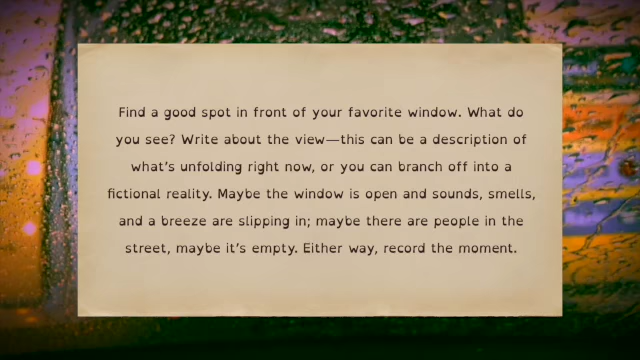 Find a good spot in front of your favorite window. What do
you see? Write about the view—this can be a description of
what's unfolding right now, or you can branch off into a
fictional reality. Maybe the window is open and sounds, smells,
and a breeze are slipping in; maybe there are people in the
street, maybe it's empty. Either way, record the moment.